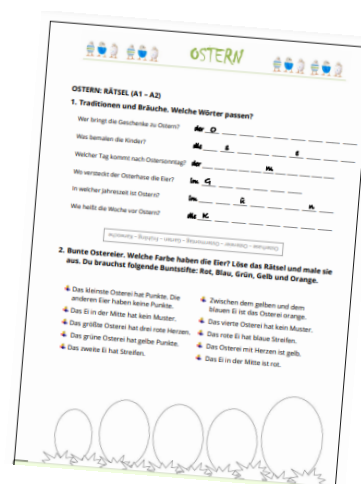 OSTERN
OSTERN: RÄTSEL (A1 – A2)
1. Traditionen und Bräuche. Welche Wörter passen?
Wer bringt die Geschenke zu Ostern? der O
Was bemalen die Kinder? die s e
Welcher Tag kommt nach Ostersonntag? der m
Wo versteckt der Osterhase die Eier? im G
In welcher Jahreszeit ist Ostern? im ü n
Wie heißt die Woche vor Ostern? die K
Osterhase – Ostereier – Ostermontag – Garten – Frühling – Karwoche
2. Bunte Ostereier. Welche Farbe haben die Eier? Löse das Rätsel und male sie
aus. Du brauchst folgende Buntstifte: Rot, Blau, Grün, Gelb und Orange.
Das kleinste Osterei hat Punkte. Die
anderen Eier haben keine Punkte.
Das Ei in der Mitte hat kein Muster.
Das größte Osterei hat drei rote Herzen.
Das grüne Osterei hat gelbe Punkte.
Das zweite Ei hat Streifen.
Zwischen dem gelben und dem
blauen Ei ist das Osterei orange.
Das vierte Osterei hat kein Muster.
Das rote Ei hat blaue Streifen.
Das Osterei mit Herzen ist gelb.
Das Ei in der Mitte ist rot.